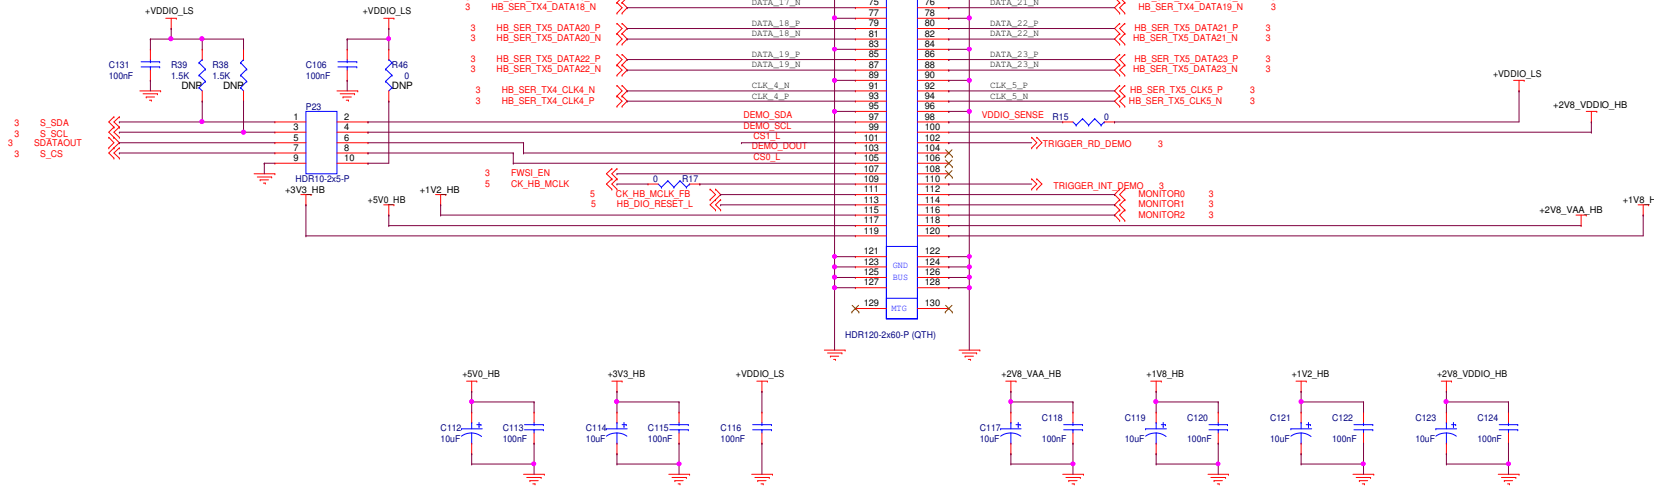 3 HB_SER_TX4_DATA18_N DATA_17_N 75 76 DATA_21_N HB_SER_TX4_DATA19_N 3
77 78
3 HB_SER_TX5_DATA20_P DATA_18_P 79 80 DATA_22_P HB_SER_TX5_DATA21_P 3
3 HB_SER_TX5_DATA20_N DATA_18_N 81 82 DATA_22_N HB_SER_TX5_DATA21_N 3
83 84
3 HB_SER_TX5_DATA22_P DATA_19_P 85 86 DATA_23_P HB_SER_TX5_DATA23_P 3
3 HB_SER_TX5_DATA22_N DATA_19_N 87 88 DATA_23_N HB_SER_TX5_DATA23_N 3
89 90
3 HB_SER_TX4_CLK4_N CLK_4_N 91 92 CLK_5_P HB_SER_TX5_CLK5_P 3
3 HB_SER_TX4_CLK4_P CLK_4_P 93 94 CLK_5_N HB_SER_TX5_CLK5_N 3
95 96
+VDDIO_LS +VDDIO_LS
C131 R39 R38 C106 R46
100nF 1.5K 1.5K 100nF 0
DNP DNP DNP
P23
3 S_SDA 1 2 DEMO_SDA 97 98 VDDIO_SENSE R15 0 +VDDIO_LS
3 S_SCL 3 4 DEMO_SCL 99 100 +2V8_VDDIO_HB
3 SDATAOUT 5 6 CS1_L 101 102 TRIGGER_RD_DEMO 3
3 S_CS 7 8 DEMO_DOUT 103 104
9 10 CS0_L 105 106
HDR10-2x5-P
3 FWSI_EN 107 108
5 CK_HB_MCLK 0 R17 109 110 TRIGGER_INT_DEMO 3
5 CK_HB_MCLK_FB 111 112 MONITOR0 3
5 HB_DIO_RESET_L 113 114 MONITOR1 3
+1V2_HB 115 116 MONITOR2 3
+5V0_HB 117 118 +2V8_VAA_HB
+3V3_HB 119 120 +1V8_H
121 122
123 GND 124
125 BUS 126
127 128
129 MTG 130
HDR120-2x60-P (QTH)
+5V0_HB +3V3_HB +VDDIO_LS +2V8_VAA_HB +1V8_HB +1V2_HB +2V8_VDDIO_HB
C112 + C113 C114 + C115 C116 C117 + C118 C119 + C120 C121 + C122 C123 + C124
10uF 100nF 10uF 100nF 100nF 10uF 100nF 10uF 100nF 10uF 100nF 10uF 100nF